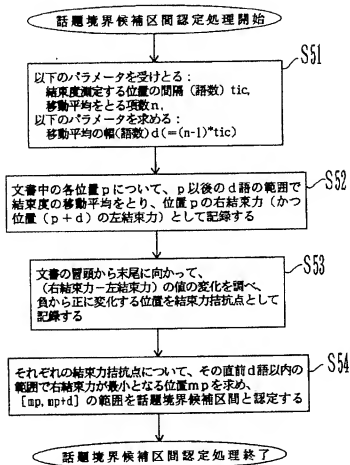 話題境界候補区間認定処理開始
S51
以下のパラメータを受けとる：
結束度測定する位置の間隔（語数）tic,
移動平均をとる項数n,
以下のパラメータを求める：
移動平均の幅（語数）d（=(n-1)*tic）
S52
文書中の各位置pについて、p以後のd語の範囲で
結束度の移動平均をとり、位置pの右結束力（かつ
位置（p＋d）の左結束力）として記録する
S53
文書の冒頭から末尾に向かって、
（右結束力－左結束力）の値の変化を調べ、
負から正に変化する位置を結束力拮抗点として
記録する
S54
それぞれの結束力拮抗点について、その直前d語以内の
範囲で右結束力が最小となる位置mpを求め、
[mp,mp+d]の範囲を話題境界候補区間と認定する
話題境界候補区間認定処理終了